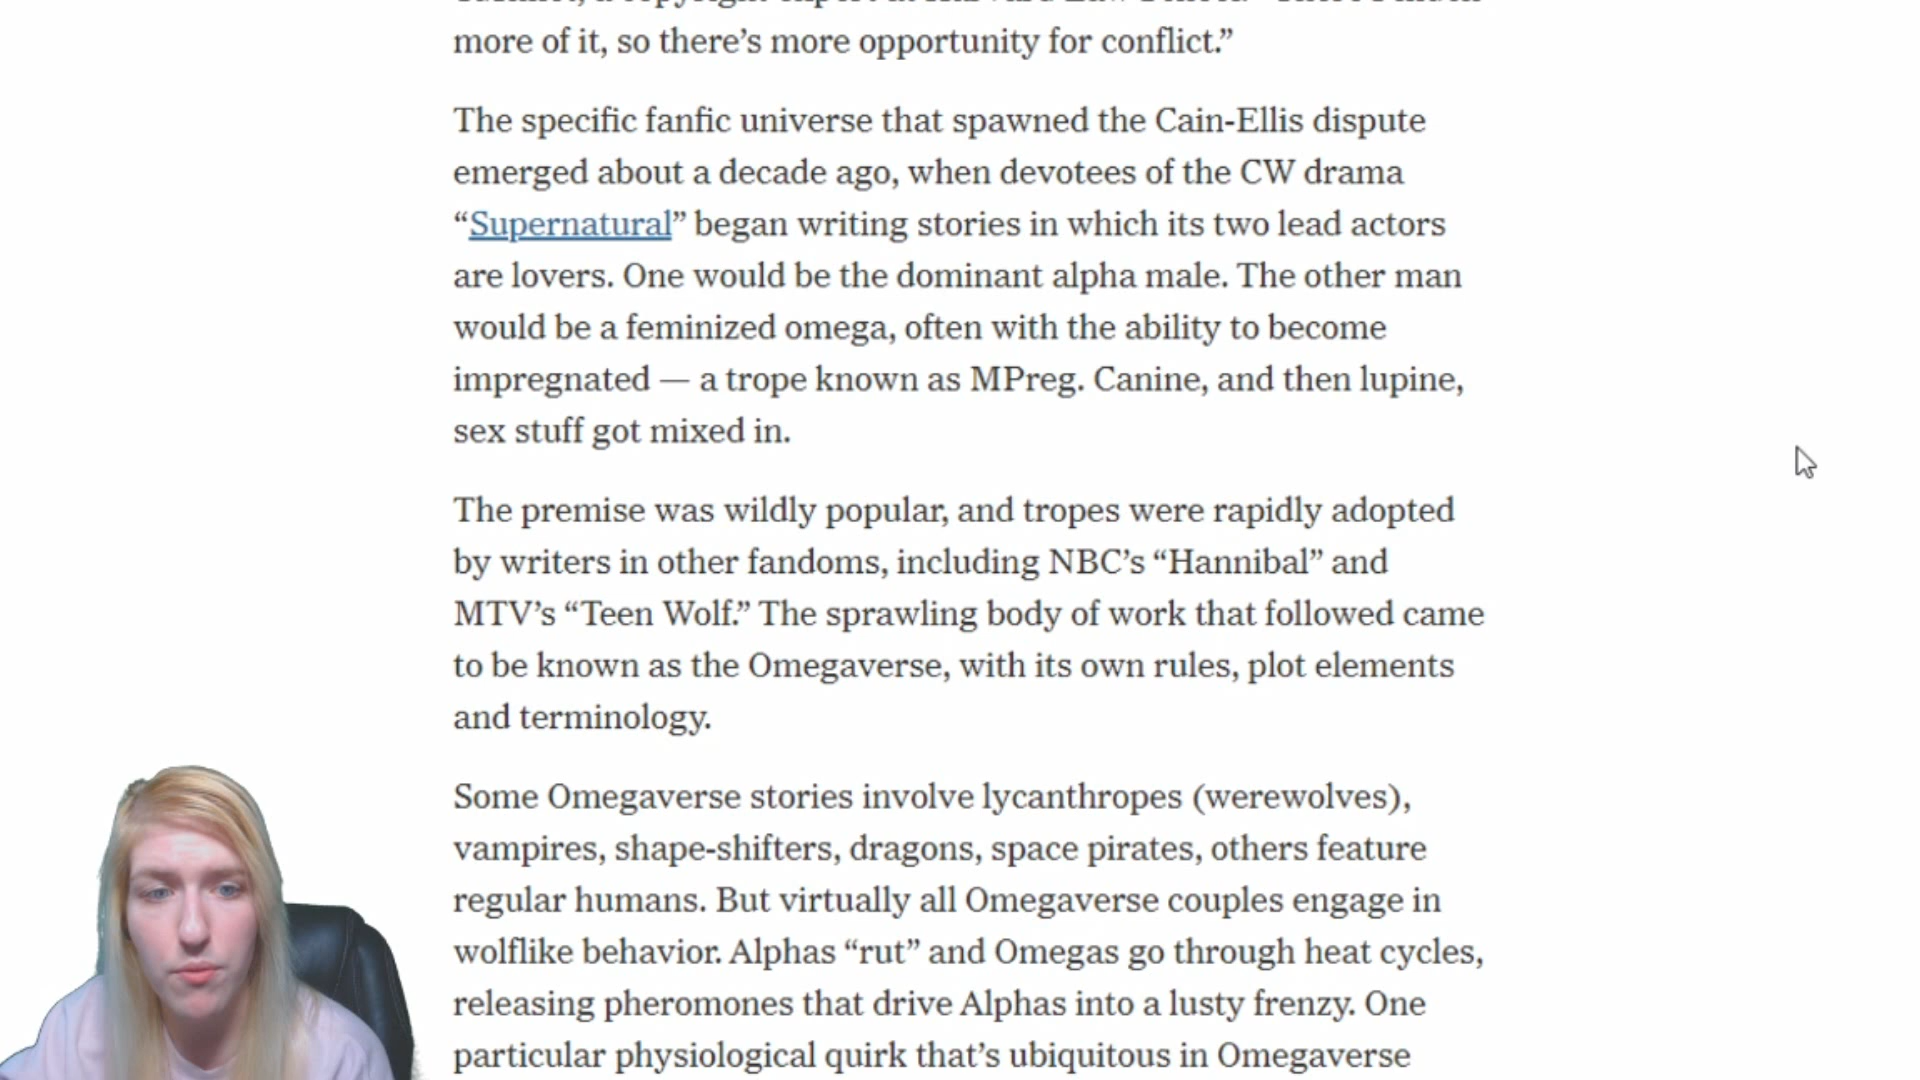 more of it, so there’s more opportunity for conflict.”
The specific fanfic universe that spawned the Cain-Ellis dispute
emerged about a decade ago, when devotees of the CW drama
“Supernatural” began writing stories in which its two lead actors
are lovers. One would be the dominant alpha male. The other man
would be a feminized omega, often with the ability to become
impregnated — a trope known as MPreg. Canine, and then lupine,
sex stuff got mixed in.
The premise was wildly popular, and tropes were rapidly adopted
by writers in other fandoms, including NBC’s “Hannibal” and
MTV’s “Teen Wolf.” The sprawling body of work that followed came
to be known as the Omegaverse, with its own rules, plot elements
and terminology.
Some Omegaverse stories involve lycanthropes (werewolves),
vampires, shape-shifters, dragons, space pirates, others feature
regular humans. But virtually all Omegaverse couples engage in
wolflike behavior. Alphas “rut” and Omegas go through heat cycles,
releasing pheromones that drive Alphas into a lusty frenzy. One
particular physiological quirk that’s ubiquitous in Omegaverse